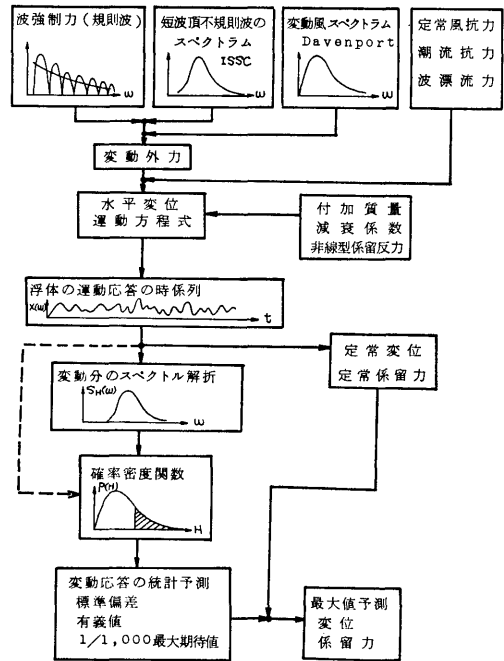 波強制力(規則波)
ω
短波頂不規則波の
スペクトラム
ISSC
ω
変動風スペクトラム
Davenport
ω
定常風抗力
潮流抗力
波漂流力
変動外力
水平変位
運動方程式
付加質量
減衰係数
非線型係留反力
浮体の運動応答の時係列
X(ω)
t
定常変位
定常係留力
変動分のスペクトル解折
SH(ω)
ω
確率密度関数
P(H)
H
変動応答の統計予測
標準偏差
有義値
1/1,000最大期待値
最大値予測
変位
係留力